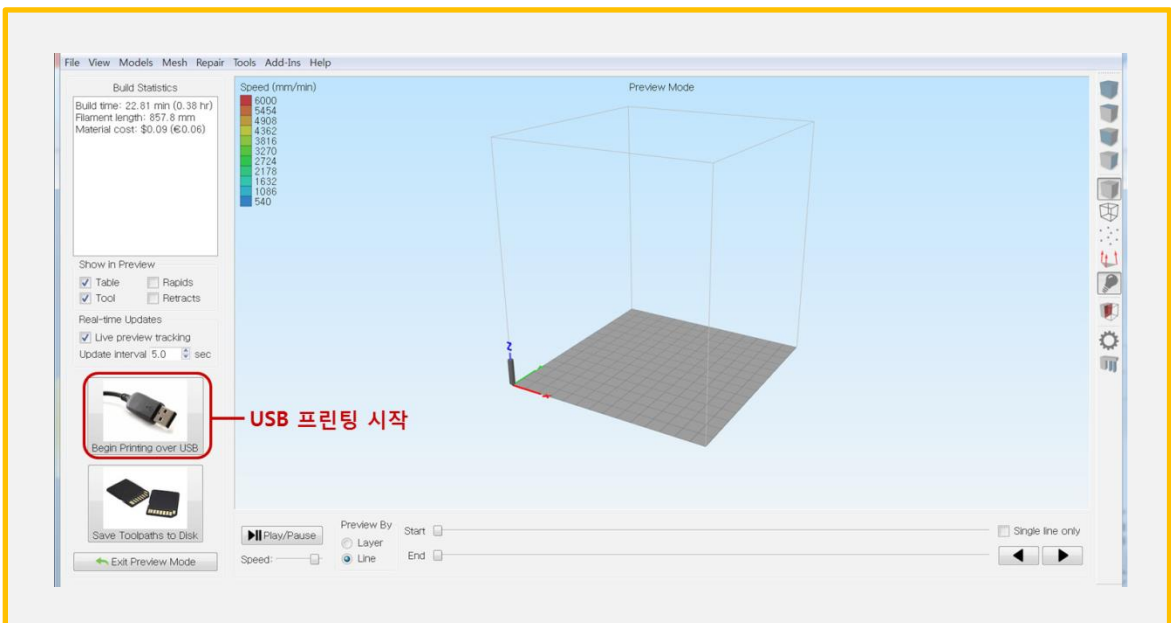 File View Models Mesh Repair Tools Add-Ins Help
Build Statistics
Build time: 22.81 min (0.38 hr)
Filament length: 857.8 mm
Material cost: $0.09 (€0.06)
Show in Preview
Table Rapids
Tool Retracts
Real-time Updates
Live preview tracking
Update interval 5.0 sec
Begin Printing over USB
Save Toolpaths to Disk
Exit Preview Mode
Speed (mm/min)
6000
5454
4908
4362
3816
3270
2724
2178
1632
1086
540
Preview Mode
Z
USB 프린팅 시작
Play/Pause
Speed:
Preview By
Layer
Line
Start
End
Single line only